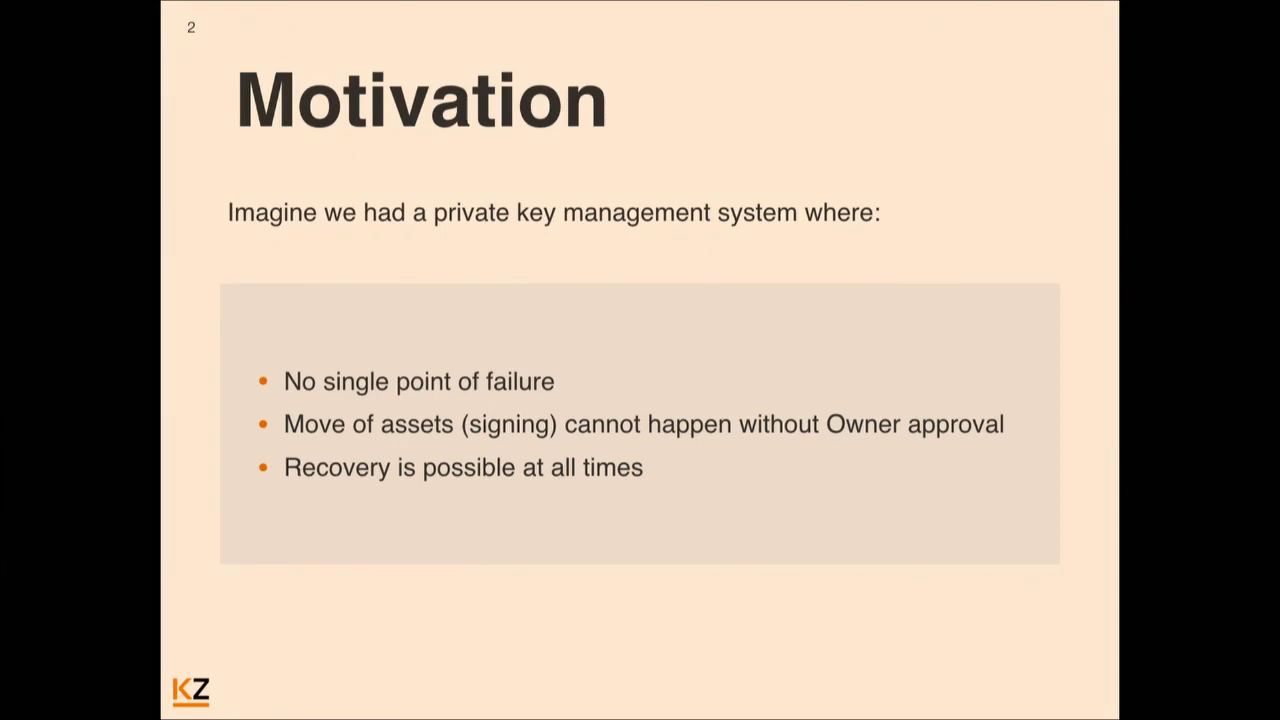 2
Motivation
Imagine we had a private key management system where:
• No single point of failure
• Move of assets (signing) cannot happen without Owner approval
• Recovery is possible at all times
KZ